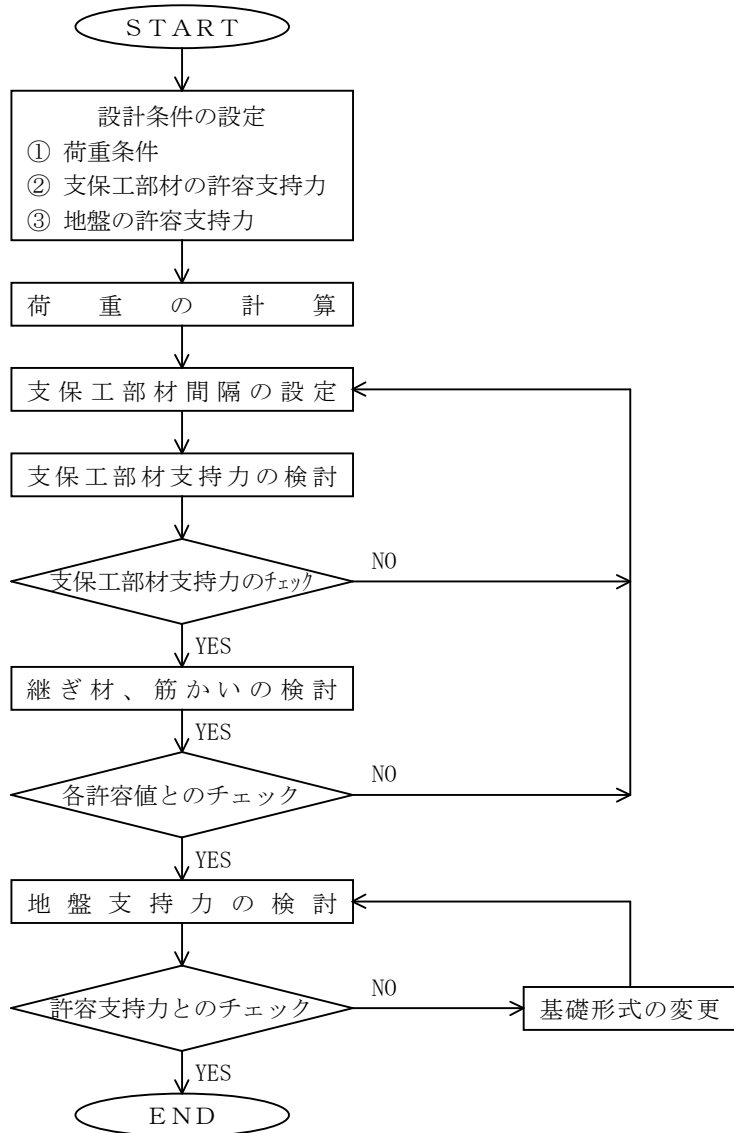 START
設計条件の設定
① 荷重条件
② 支保工部材の許容支持力
③ 地盤の許容支持力
荷重の計算
支保工部材間隔の設定
支保工部材支持力の検討
支保工部材支持力のチェック
NO
YES
継ぎ材、筋かいの検討
YES
各許容値とのチェック
NO
YES
地盤支持力の検討
許容支持力とのチェック
NO
基礎形式の変更
YES
END